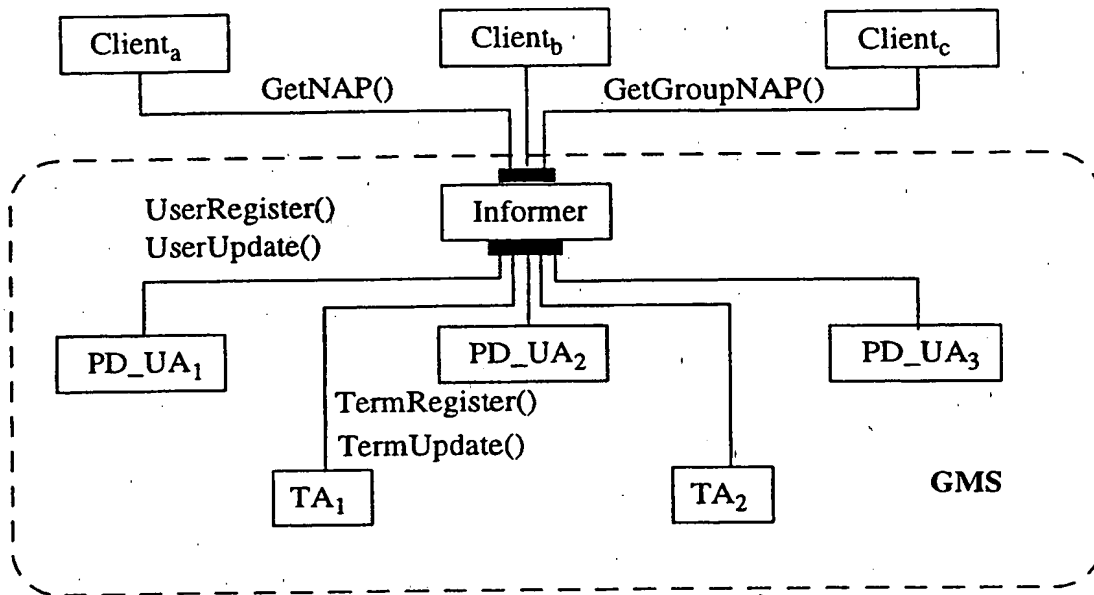 Client_a
Client_b
Client_c
GetNAP()
GetGroupNAP()
Informer
UserRegister()
UserUpdate()
PD_UA_1
PD_UA_2
PD_UA_3
TermRegister()
TermUpdate()
TA_1
TA_2
GMS